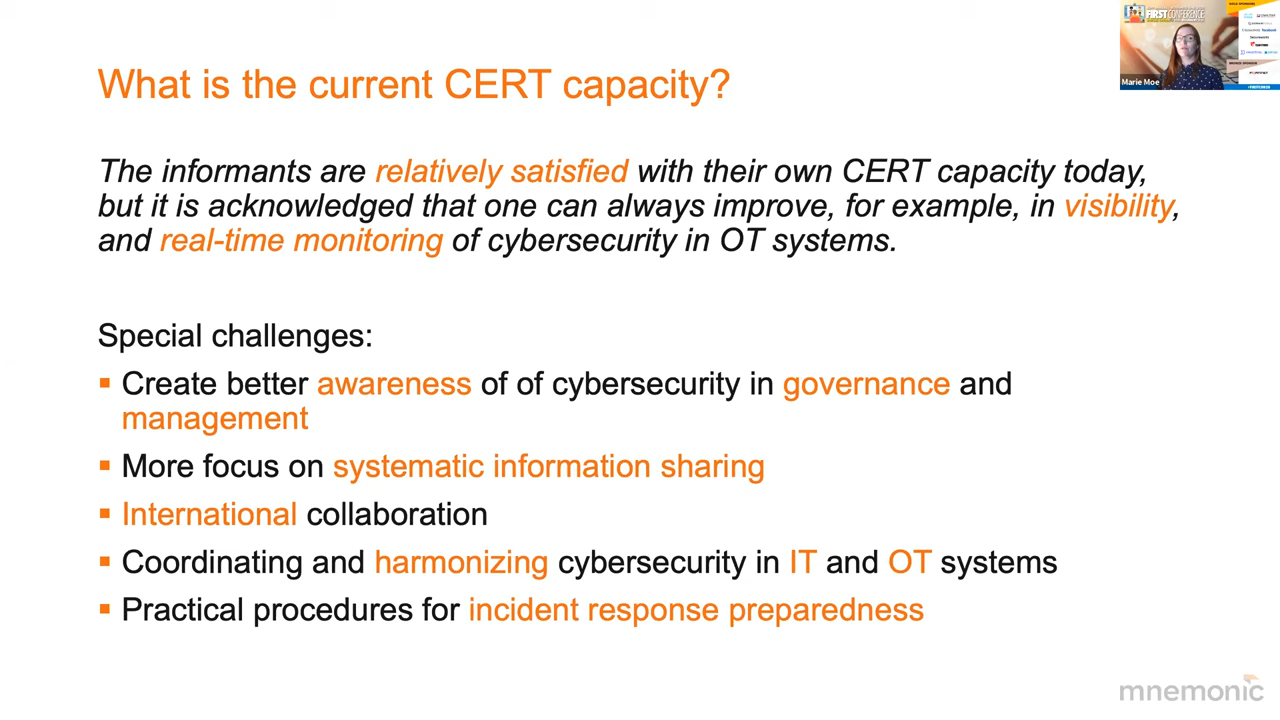 FIRSTCONFERENCE
Marie Moe
What is the current CERT capacity?
The informants are relatively satisfied with their own CERT capacity today,
but it is acknowledged that one can always improve, for example, in visibility,
and real-time monitoring of cybersecurity in OT systems.
Special challenges:
▪ Create better awareness of of cybersecurity in governance and
management
▪ More focus on systematic information sharing
▪ International collaboration
▪ Coordinating and harmonizing cybersecurity in IT and OT systems
▪ Practical procedures for incident response preparedness
mnemonic